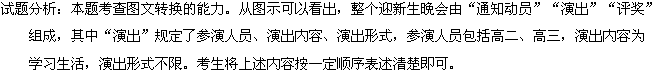 试题分析：本题考查图文转换的能力。从图示可以看出，整个迎新生晚会由“通知动员”“演出”“评奖”
组成，其中“演出”规定了参演人员、演出内容、演出形式，参演人员包括高二、高三，演出内容为
学习生活，演出形式不限。考生将上述内容按一定顺序表述清楚即可。